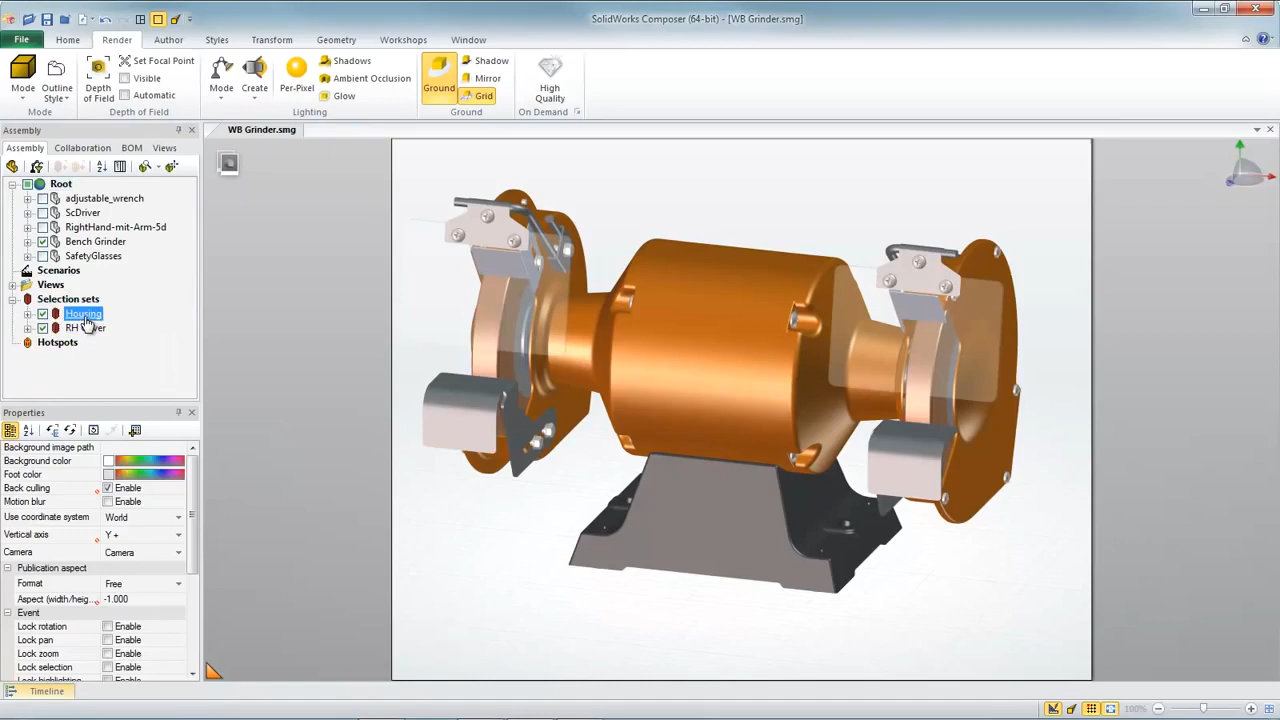 SolidWorks Composer (64-bit) - [WB Grinder.smg]
File Home Render Author Styles Transform Geometry Workshops Window
Mode
Outline Style
Mode
Depth of Field
Set Focal Point
Visible
Automatic
Depth of Field
Mode
Create
Per-Pixel
Shadows
Ambient Occlusion
Glow
Lighting
Ground
Shadow
Mirror
Grid
Ground
High Quality
On Demand
Assembly
WB Grinder.smg
Assembly Collaboration BOM Views
Root
adjustable_wrench
ScDriver
RightHand-mit-Arm-5d
Bench Grinder
SafetyGlasses
Scenarios
Views
Selection sets
Housing
RH
Hotspots
Properties
Background image path
Background color
Foot color
Back culling Enable
Motion blur Enable
Use coordinate system World
Vertical axis Y +
Camera Camera
Publication aspect
Format Free
Aspect (width/heig... -1.000
Event
Lock rotation Enable
Lock pan Enable
Lock zoom Enable
Lock selection Enable
Lock highlighting Enable
Timeline
100%